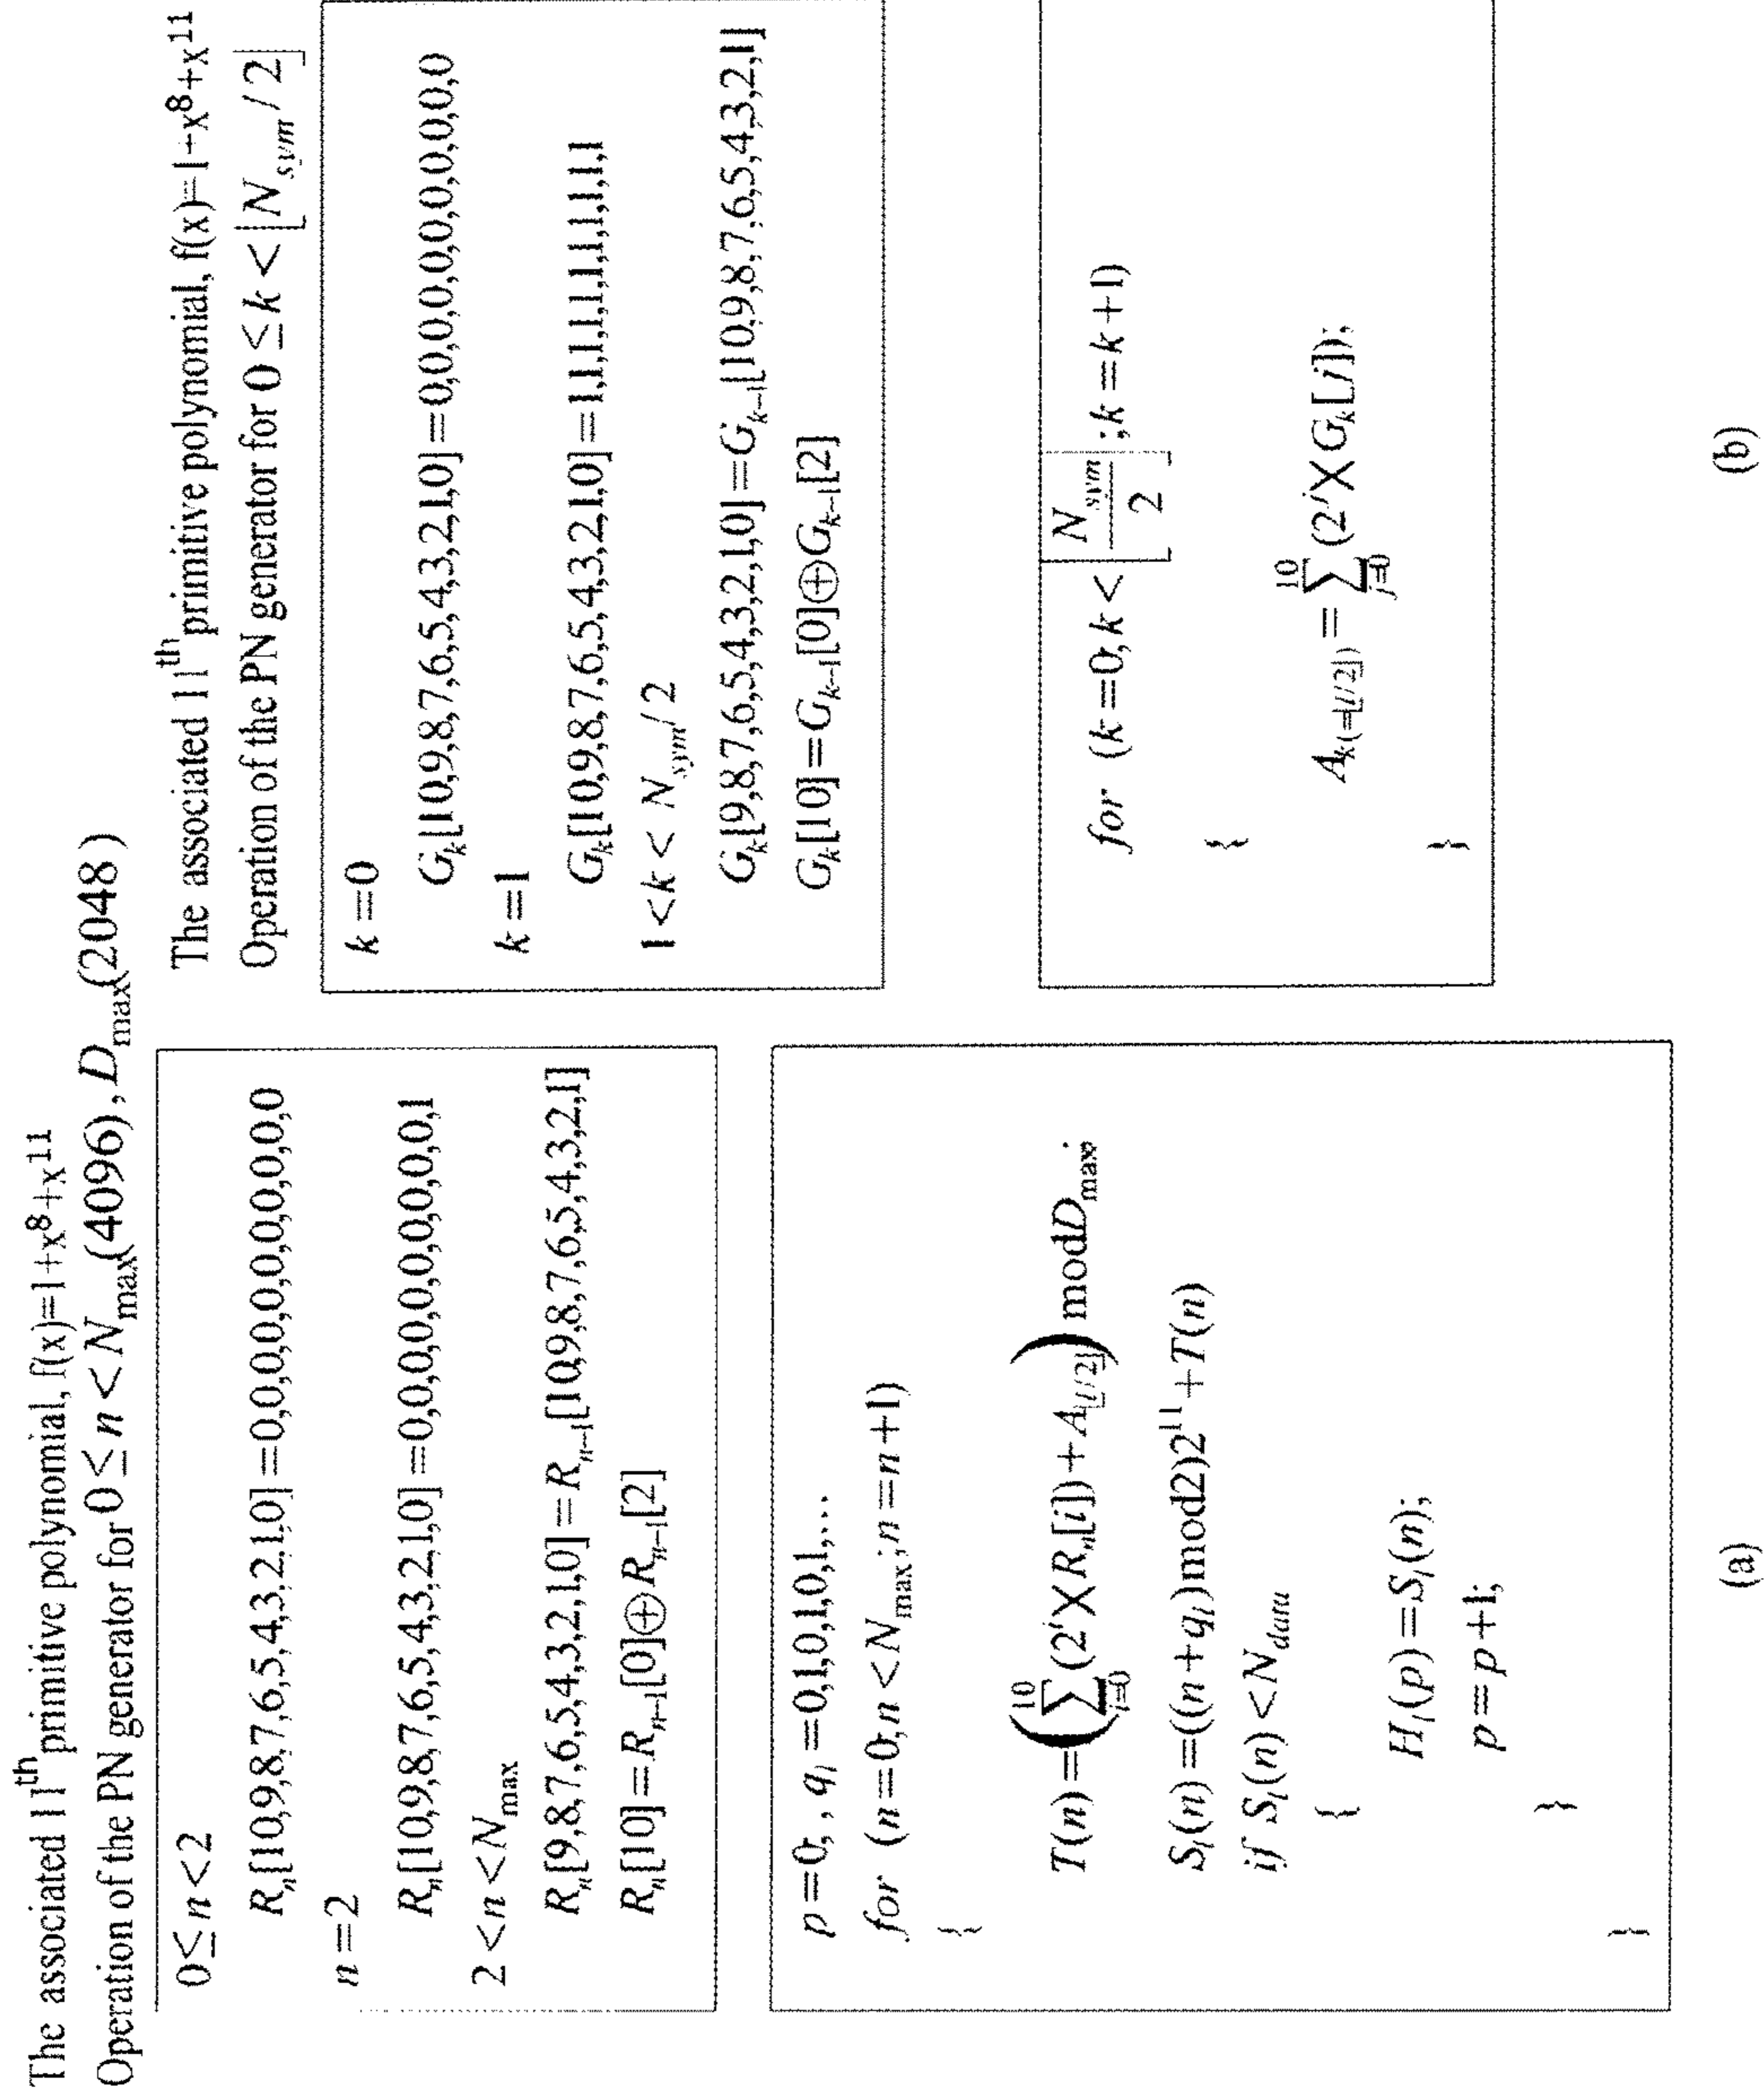 The associated 11th primitive polynomial, f(x)=1+x^8+x^11
Operation of the PN generator for 0 ≤ n < N_max(4096), D_max(2048)
0 ≤ n < 2
R_n[10,9,8,7,6,5,4,3,2,1,0] = 0,0,0,0,0,0,0,0,0,0,0
n = 2
R_n[10,9,8,7,6,5,4,3,2,1,0] = 0,0,0,0,0,0,0,0,0,0,1
2 < n < N_max
R_n[9,8,7,6,5,4,3,2,1,0] = R_{n-1}[10,9,8,7,6,5,4,3,2,1]
R_n[10] = R_{n-1}[0] ⊕ R_{n-1}[2]
p=0; , q_l = 0,1,0,1,0,1,0,1,...
for (n=0; n < N_max; n = n+1)
{
T(n) = ( ∑_{i=0}^{10} (2^i × R_n[i]) + A_{⌊l/2⌋} ) mod D_max;
S_l(n) = ((n + q_l) mod 2)2^11 + T(n)
if S_l(n) < N_data
{
H_l(p) = S_l(n);
p = p+1;
}
}
(a)
The associated 11th primitive polynomial, f(x)=1+x^8+x^11
Operation of the PN generator for 0 ≤ k < ⌊N_sym/2⌋
k = 0
G_k[10,9,8,7,6,5,4,3,2,1,0] = 0,0,0,0,0,0,0,0,0,0,0
k = 1
G_k[10,9,8,7,6,5,4,3,2,1,0] = 1,1,1,1,1,1,1,1,1,1,1
1 < k < N_sym/2
G_k[9,8,7,6,5,4,3,2,1,0] = G_{k-1}[10,9,8,7,6,5,4,3,2,1]
G_k[10] = G_{k-1}[0] ⊕ G_{k-1}[2]
for (k=0; k < ⌊N_sym/2⌋; k = k+1)
{
A_{k(=⌊l/2⌋)} = ∑_{j=0}^{10} (2^j × G_k[j]);
}
(b)